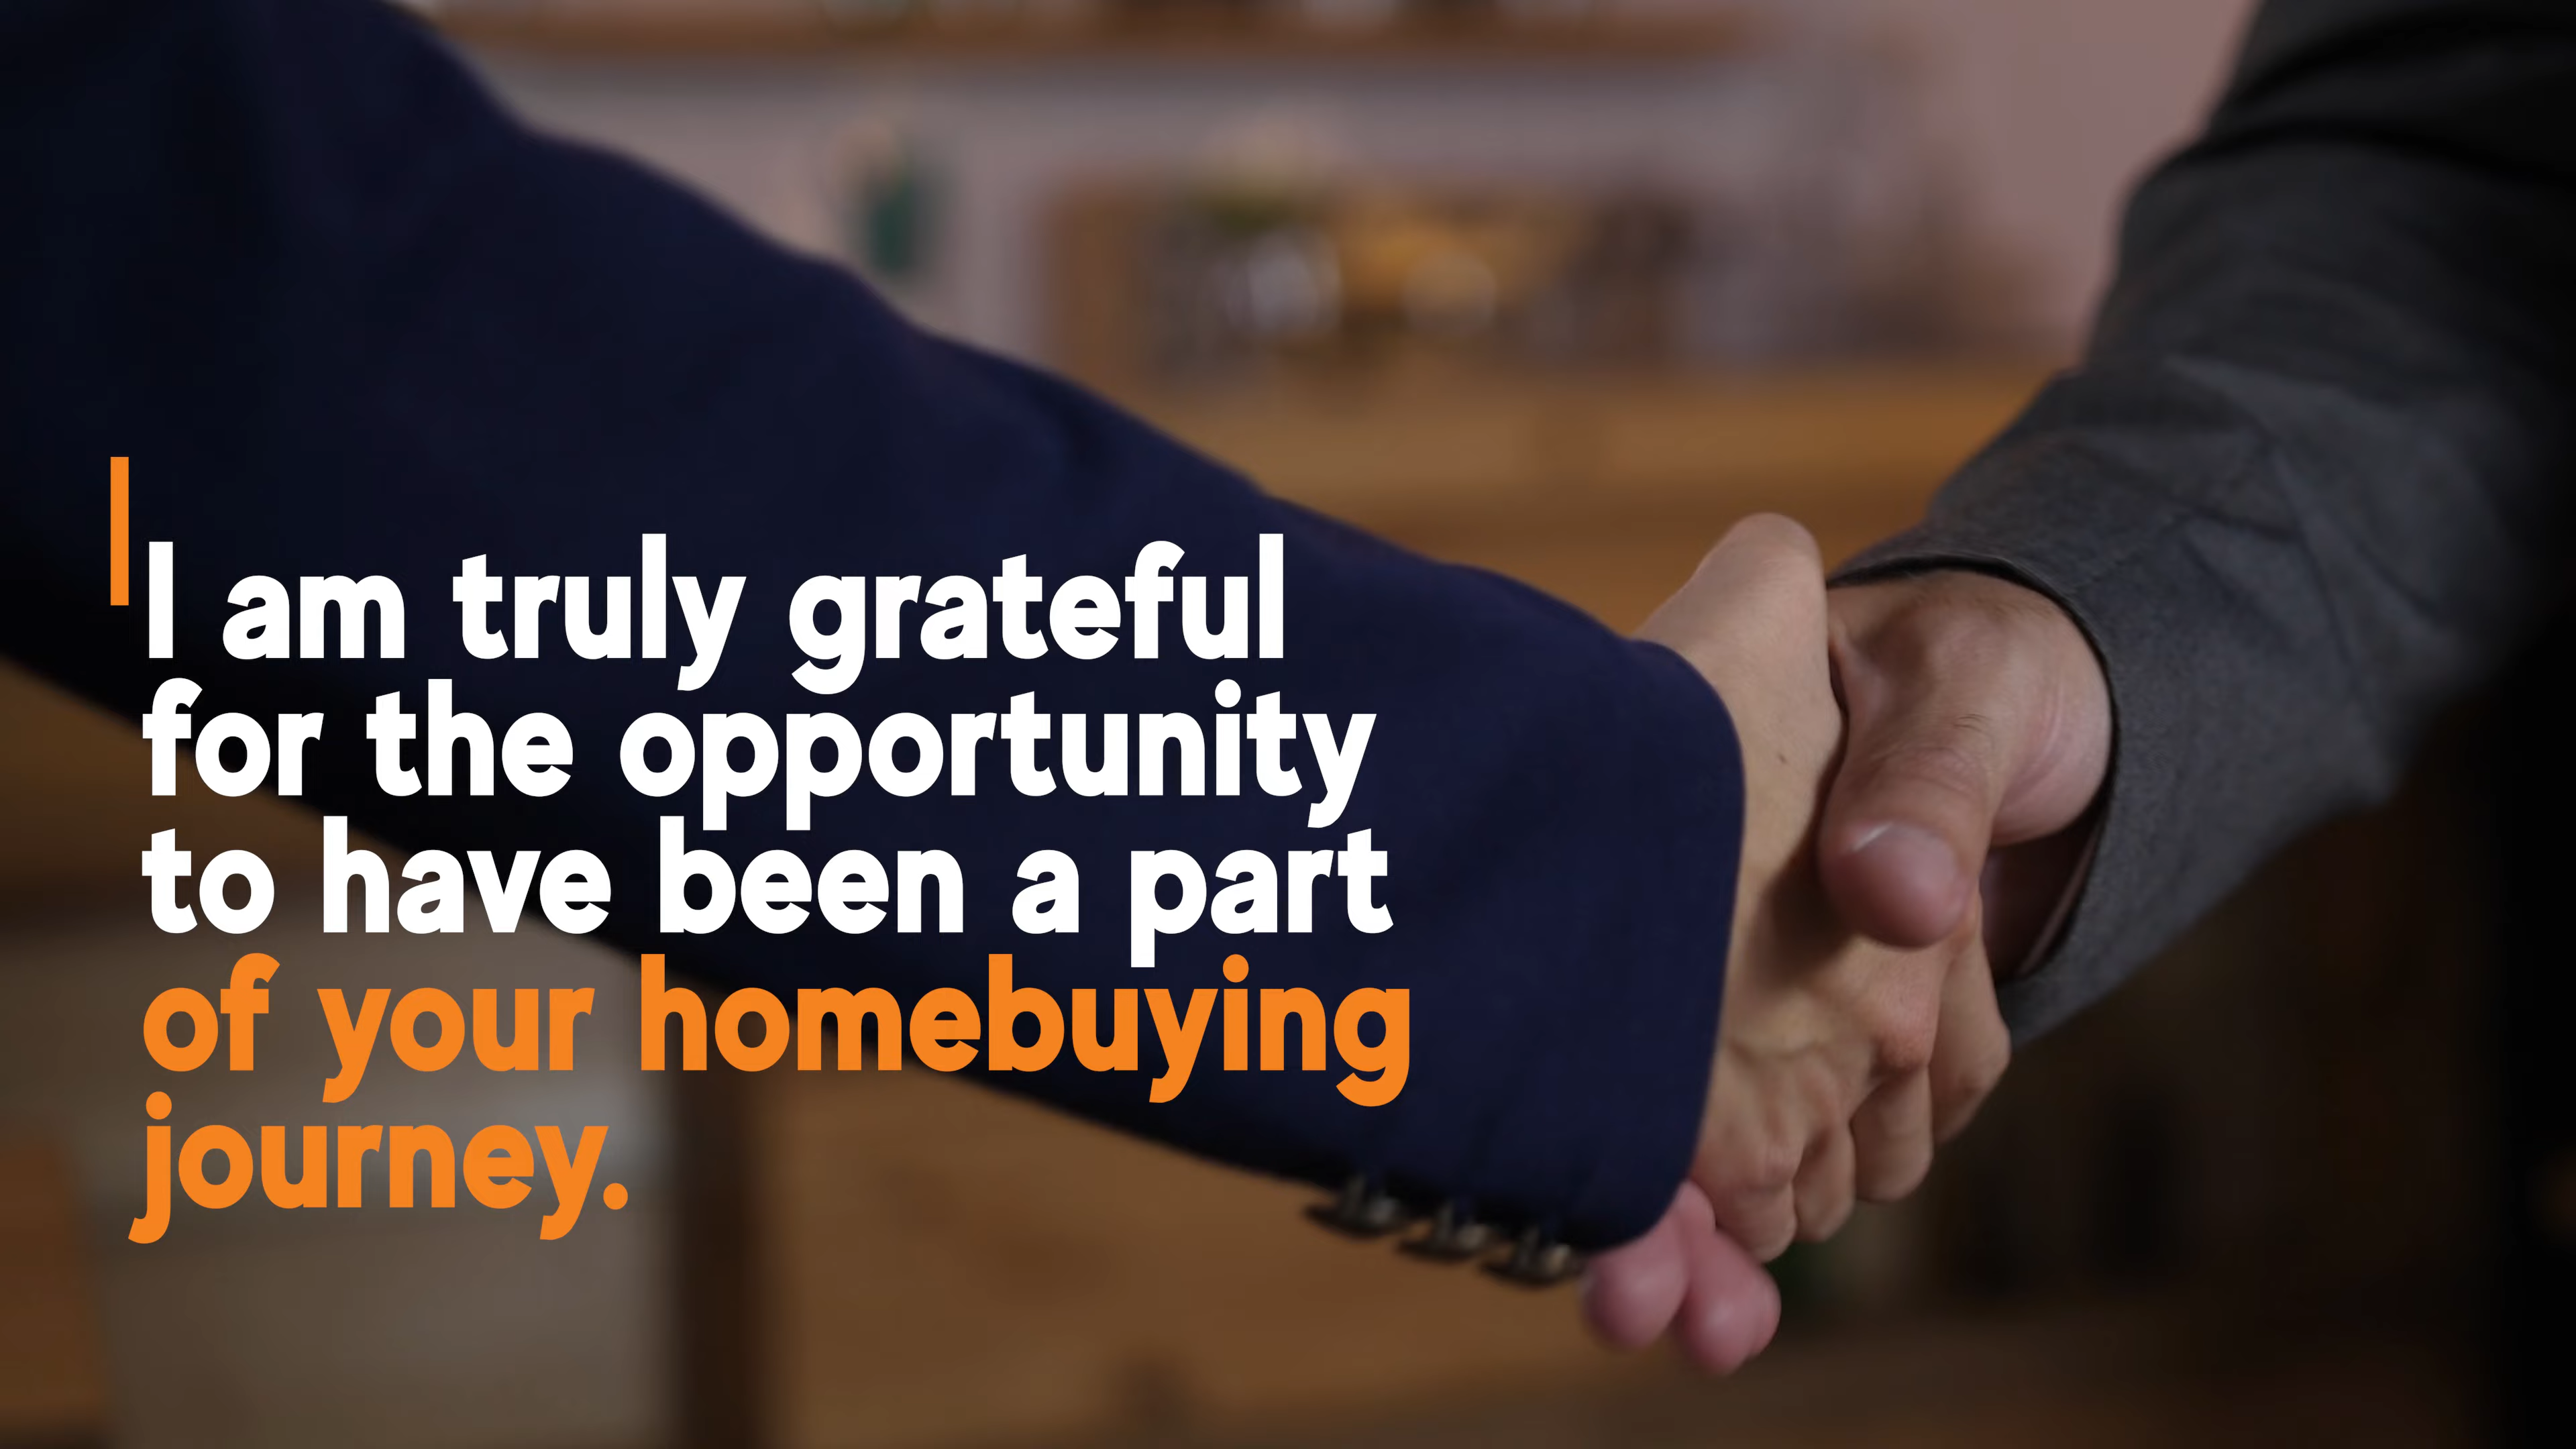 I am truly grateful
for the opportunity
to have been a part
of your homebuying
journey.